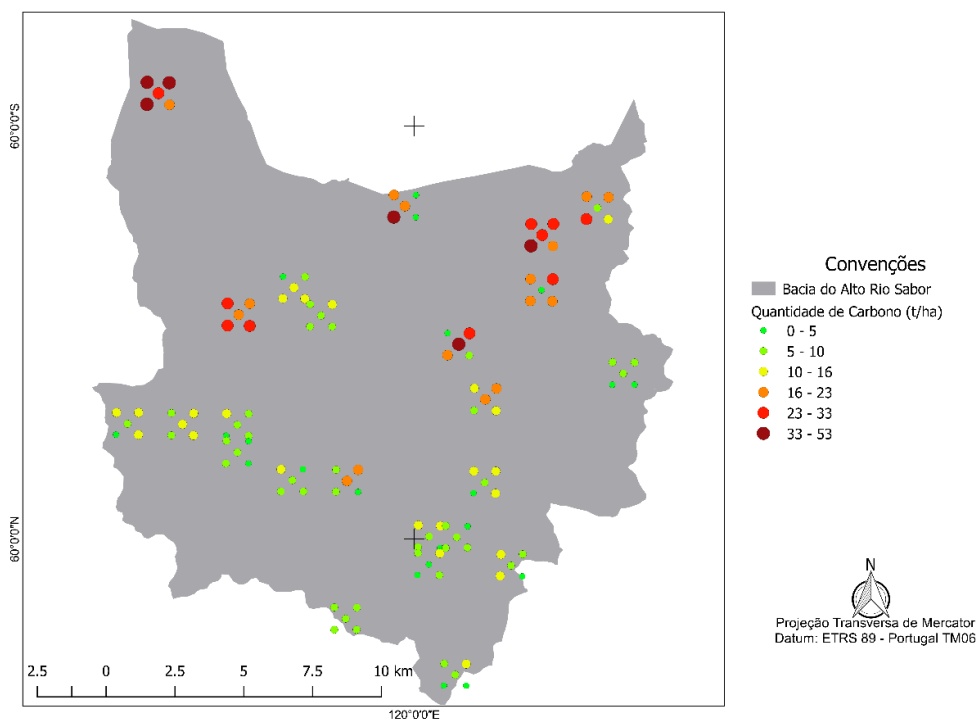 60°0'0"S
60°0'0"N
120°0'0"E
2.5 0 2.5 5 7.5 10 km
Convenções
Bacia do Alto Rio Sabor
Quantidade de Carbono (t/ha)
0 - 5
5 - 10
10 - 16
16 - 23
23 - 33
33 - 53
N
Projeção Transversa de Mercator
Datum: ETRS 89 - Portugal TM06